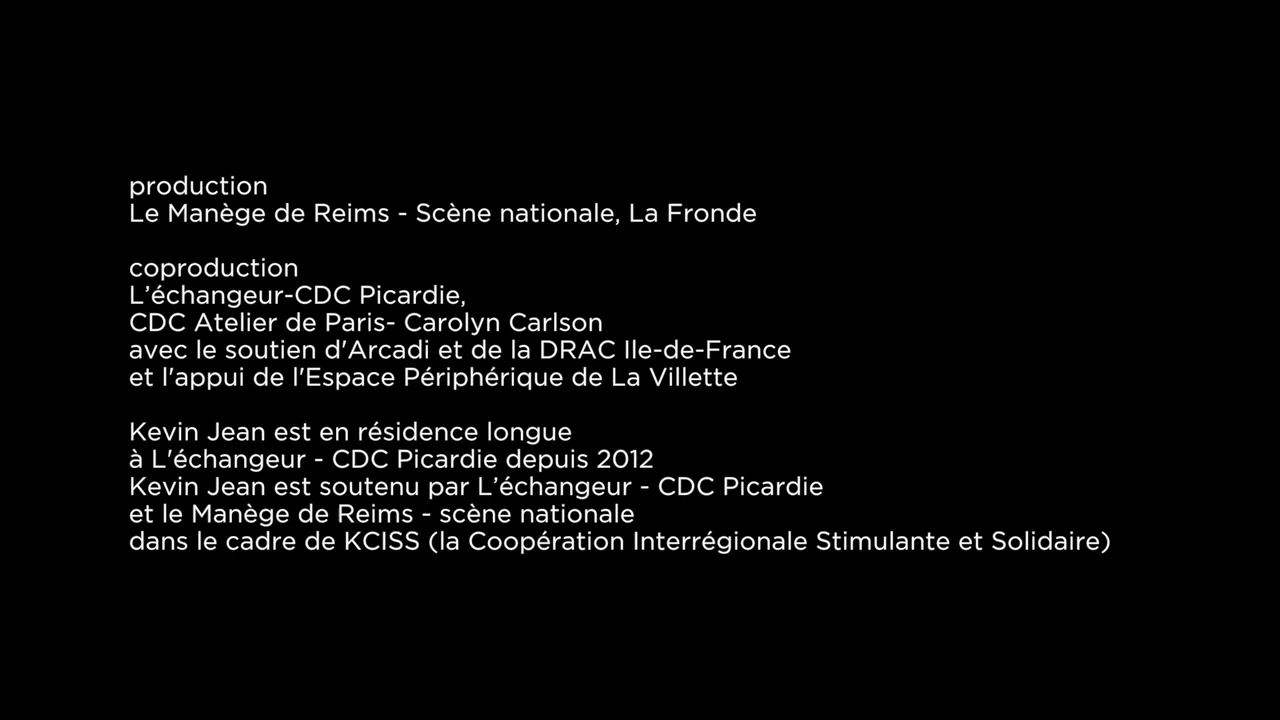 production
Le Manège de Reims - Scène nationale, La Fronde
coproduction
L’échangeur-CDC Picardie,
CDC Atelier de Paris- Carolyn Carlson
avec le soutien d'Arcadi et de la DRAC Ile-de-France
et l'appui de l'Espace Périphérique de La Villette
Kevin Jean est en résidence longue
à L'échangeur - CDC Picardie depuis 2012
Kevin Jean est soutenu par L’échangeur - CDC Picardie
et le Manège de Reims - scène nationale
dans le cadre de KCISS (la Coopération Interrégionale Stimulante et Solidaire)